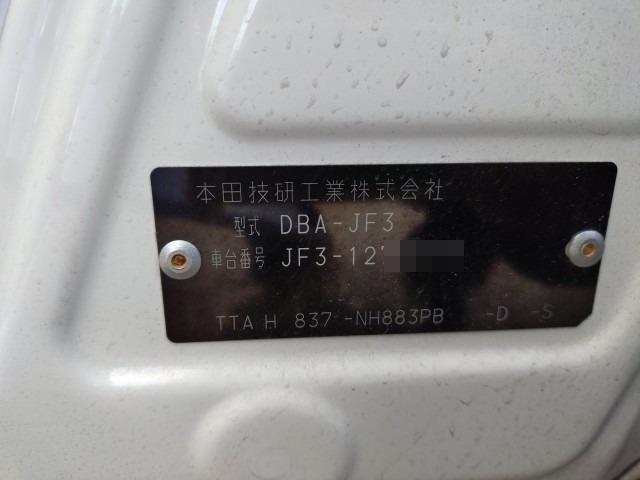 本田技研工業株式会社
型式 DBA-JF3
車台番号 JF3-12
TTA H 837 -NH883PB -D -S